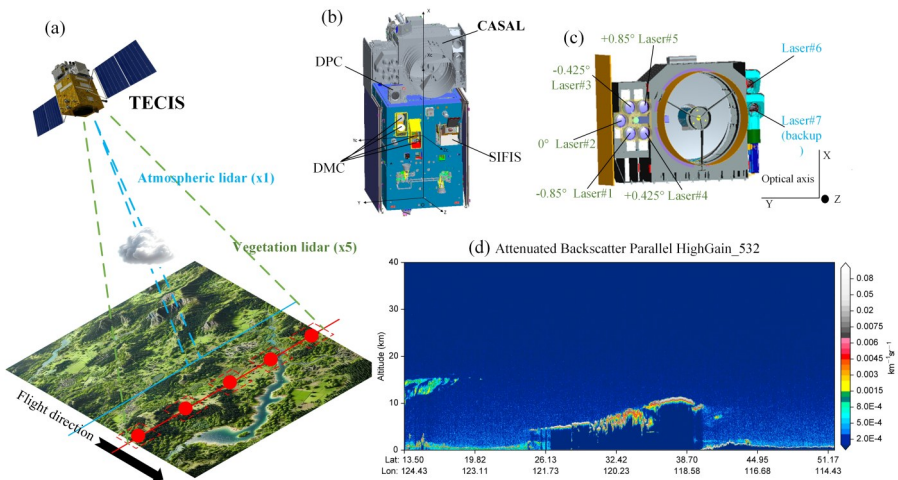 (a)
TECIS
Atmospheric lidar (x1)
Vegetation lidar (x5)
Flight direction
(b)
CASAL
DPC
DMC
SIFIS
(c)
+0.85° Laser#5
-0.425°
Laser#3
0° Laser#2
-0.85° Laser#1
+0.425° Laser#4
Laser#6
Laser#7
(backup
)
X
Optical axis
Y
Z
(d) Attenuated Backscatter Parallel HighGain_532
Altitude (km)
40
30
20
10
0
Lat: 13.50 19.82 26.13 32.42 38.70 44.95 51.17
Lon: 124.43 123.11 121.73 120.23 118.58 116.68 114.43
0.08
0.05
0.02
0.0075
0.006
0.0045
0.003
0.0015
8.0E-4
5.0E-4
2.0E-4
km⁻¹sr⁻¹